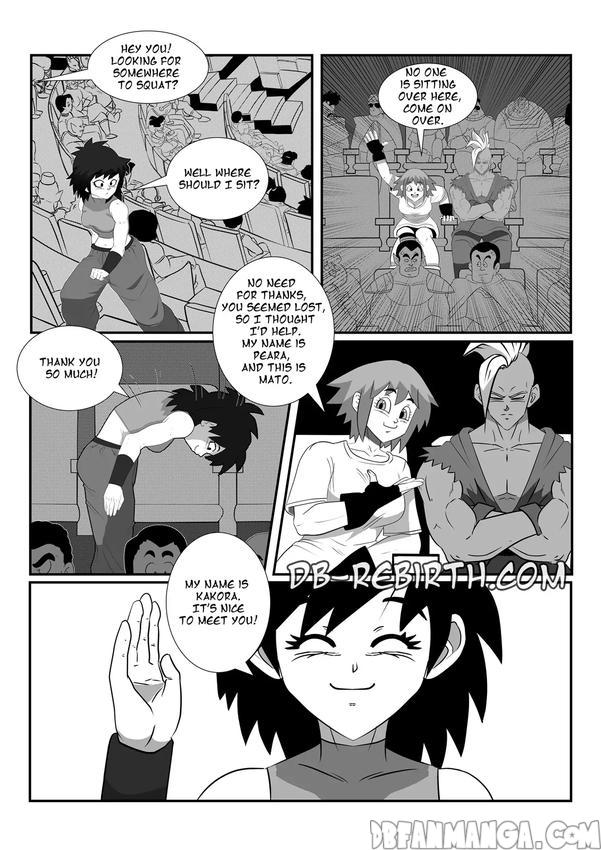 HEY YOU!
LOOKING FOR
SOMEWHERE
TO SQUAT?
WELL WHERE
SHOULD I SIT?
NO ONE
IS SITTING
OVER HERE,
COME ON
OVER.
THANK YOU
SO MUCH!
NO NEED
FOR THANKS,
YOU SEEMED LOST,
SO I THOUGHT
I'D HELP.
MY NAME IS
PEARA,
AND THIS IS
MATO.
DB-REBIRTH.COM
MY NAME IS
KAKORA.
IT'S NICE
TO MEET YOU!
DBFANMANGA.COM